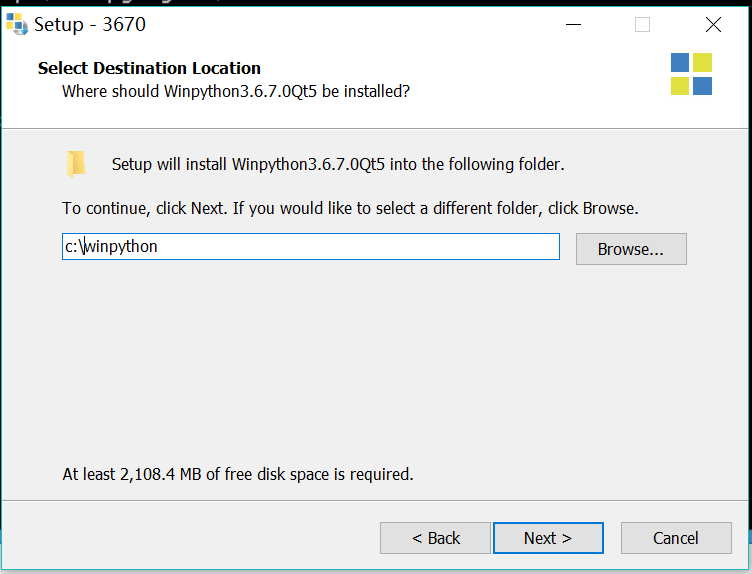 Setup - 3670
Select Destination Location
Where should Winpython3.6.7.0Qt5 be installed?
Setup will install Winpython3.6.7.0Qt5 into the following folder.
To continue, click Next. If you would like to select a different folder, click Browse.
c:\winpython
Browse...
At least 2,108.4 MB of free disk space is required.
< Back
Next >
Cancel